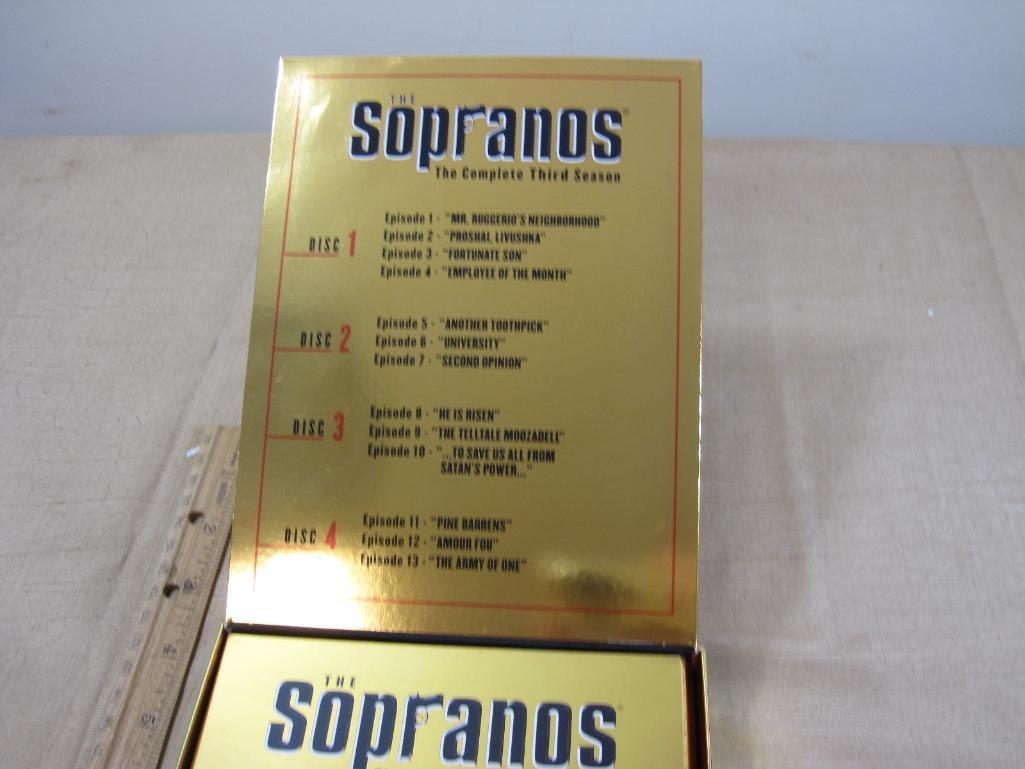 THE
Sopranos
The Complete Third Season
DISC 1
Episode 1 - "MR. RUGGERIO'S NEIGHBORHOOD"
Episode 2 - "PROSHAI, LIVUSHKA"
Episode 3 - "FORTUNATE SON"
Episode 4 - "EMPLOYEE OF THE MONTH"
DISC 2
Episode 5 - "ANOTHER TOOTHPICK"
Episode 6 - "UNIVERSITY"
Episode 7 - "SECOND OPINION"
DISC 3
Episode 8 - "HE IS RISEN"
Episode 9 - "THE TELLTALE MOOZADELL"
Episode 10 - "...TO SAVE US ALL FROM
SATAN'S POWER..."
DISC 4
Episode 11 - "PINE BARRENS"
Episode 12 - "AMOUR FOU"
Episode 13 - "THE ARMY OF ONE"
THE
Sopranos
2
3
4
5